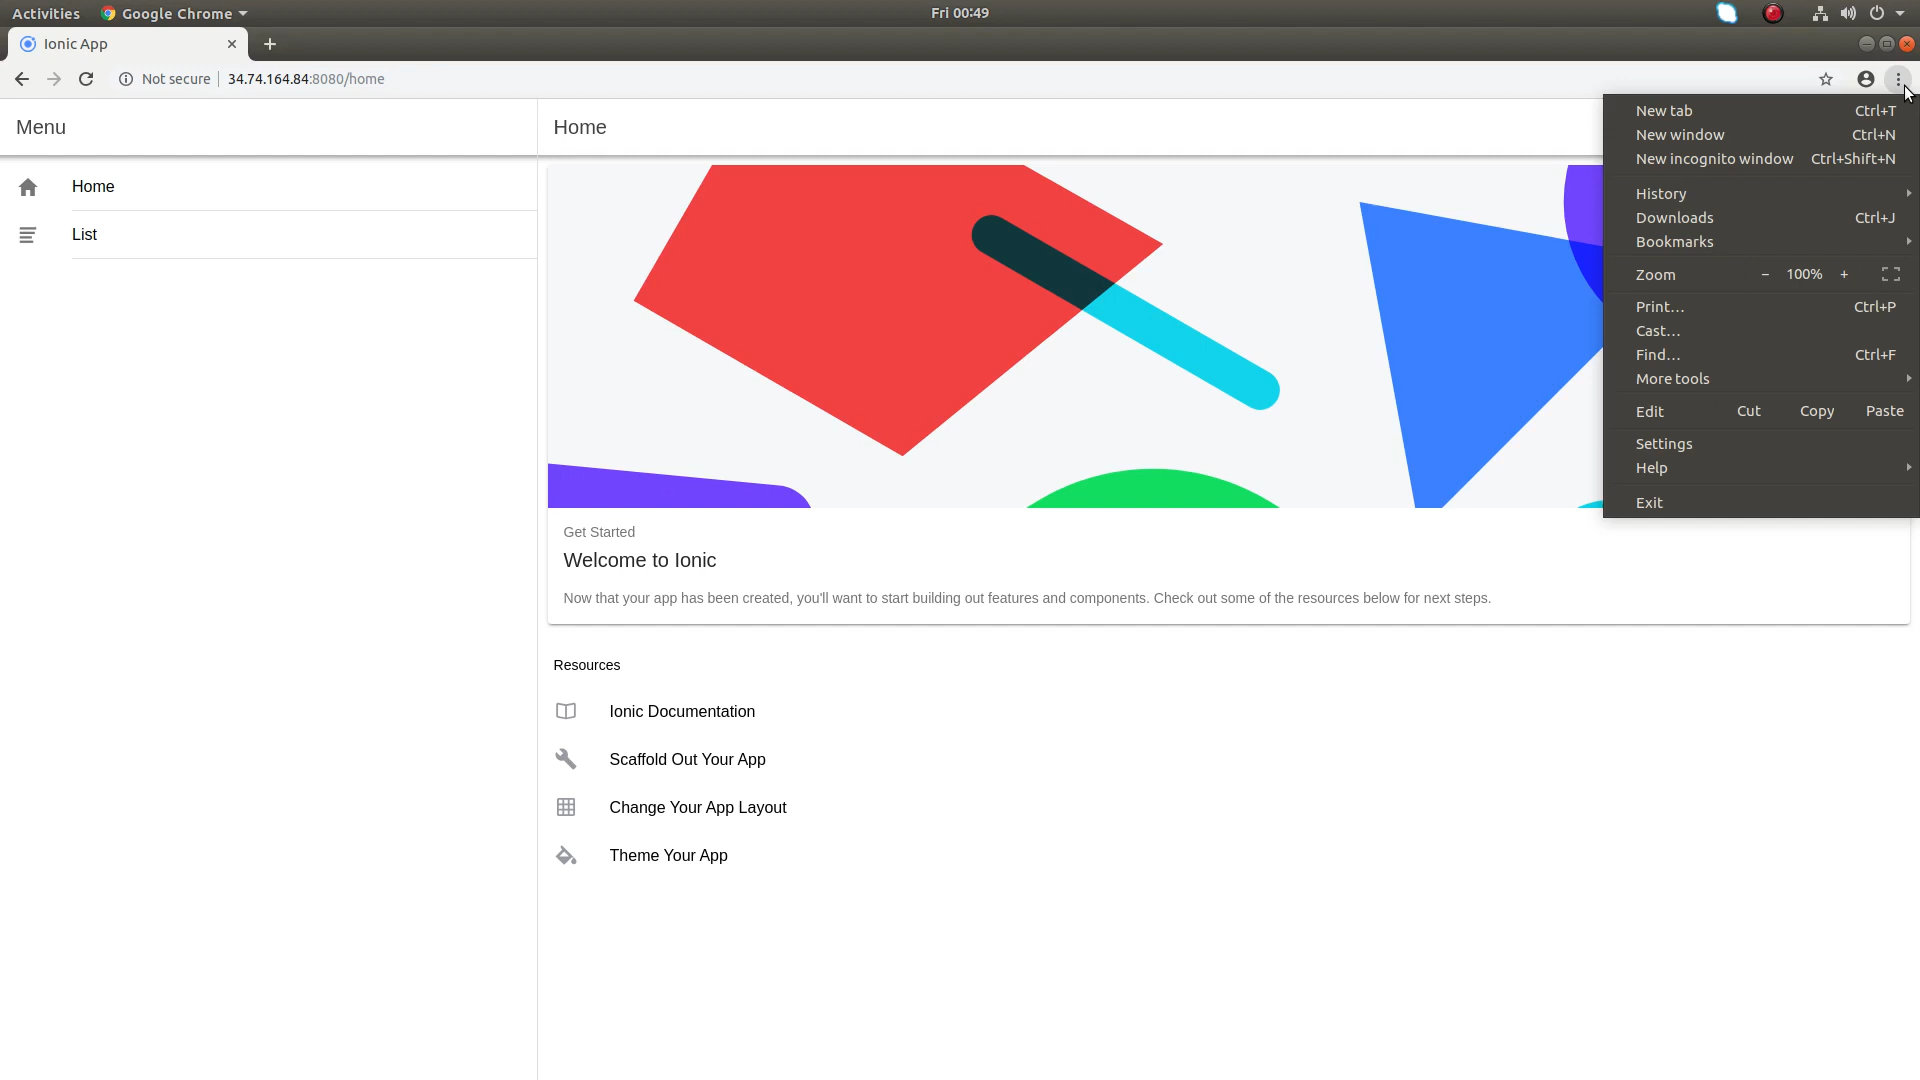 Activities Google Chrome Fri 00:49
Ionic App
Not secure 34.74.164.84:8080/home
Menu
Home
List
Home
Get Started
Welcome to Ionic
Now that your app has been created, you'll want to start building out features and components. Check out some of the resources below for next steps.
Resources
Ionic Documentation
Scaffold Out Your App
Change Your App Layout
Theme Your App
New tab Ctrl+T
New window Ctrl+N
New incognito window Ctrl+Shift+N
History
Downloads Ctrl+J
Bookmarks
Zoom − 100% +
Print... Ctrl+P
Cast...
Find... Ctrl+F
More tools
Edit Cut Copy Paste
Settings
Help
Exit